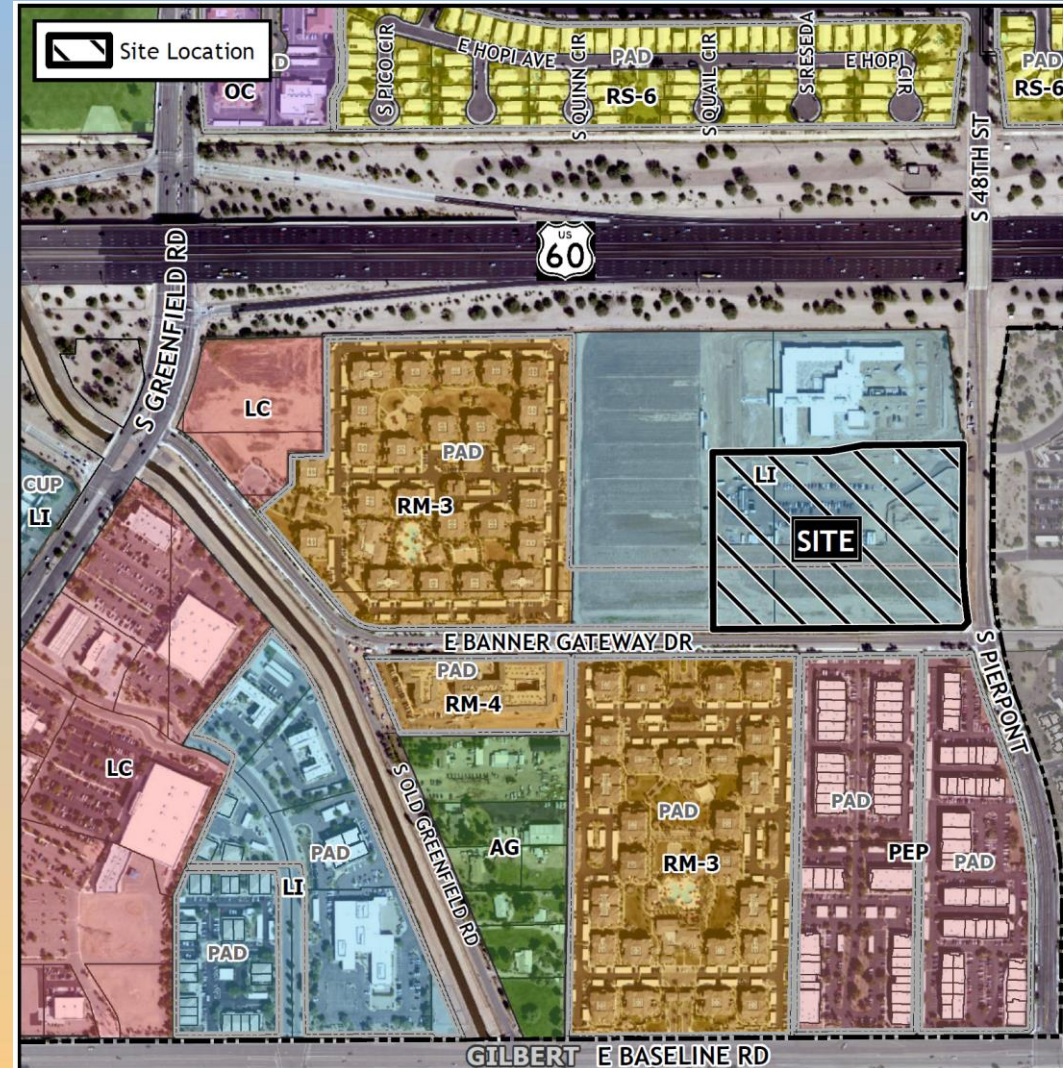 Site Location
PAD
OC
E HOPI AVE
PAD
E HOPI CIR
S PICO CIR
S QUINN CIR
S QUAIL CIR
S RESEDA
RS-6
PAD
RS-6
S 48TH ST
US
60
S GREENFIELD RD
LC
PAD
RM-3
LI
SITE
CUP
LI
E BANNER GATEWAY DR
PAD
RM-4
S PIERPONT
LC
PAD
LI
PAD
S OLD GREENFIELD RD
AG
PAD
RM-3
PAD
PEP
PAD
GILBERT E BASELINE RD